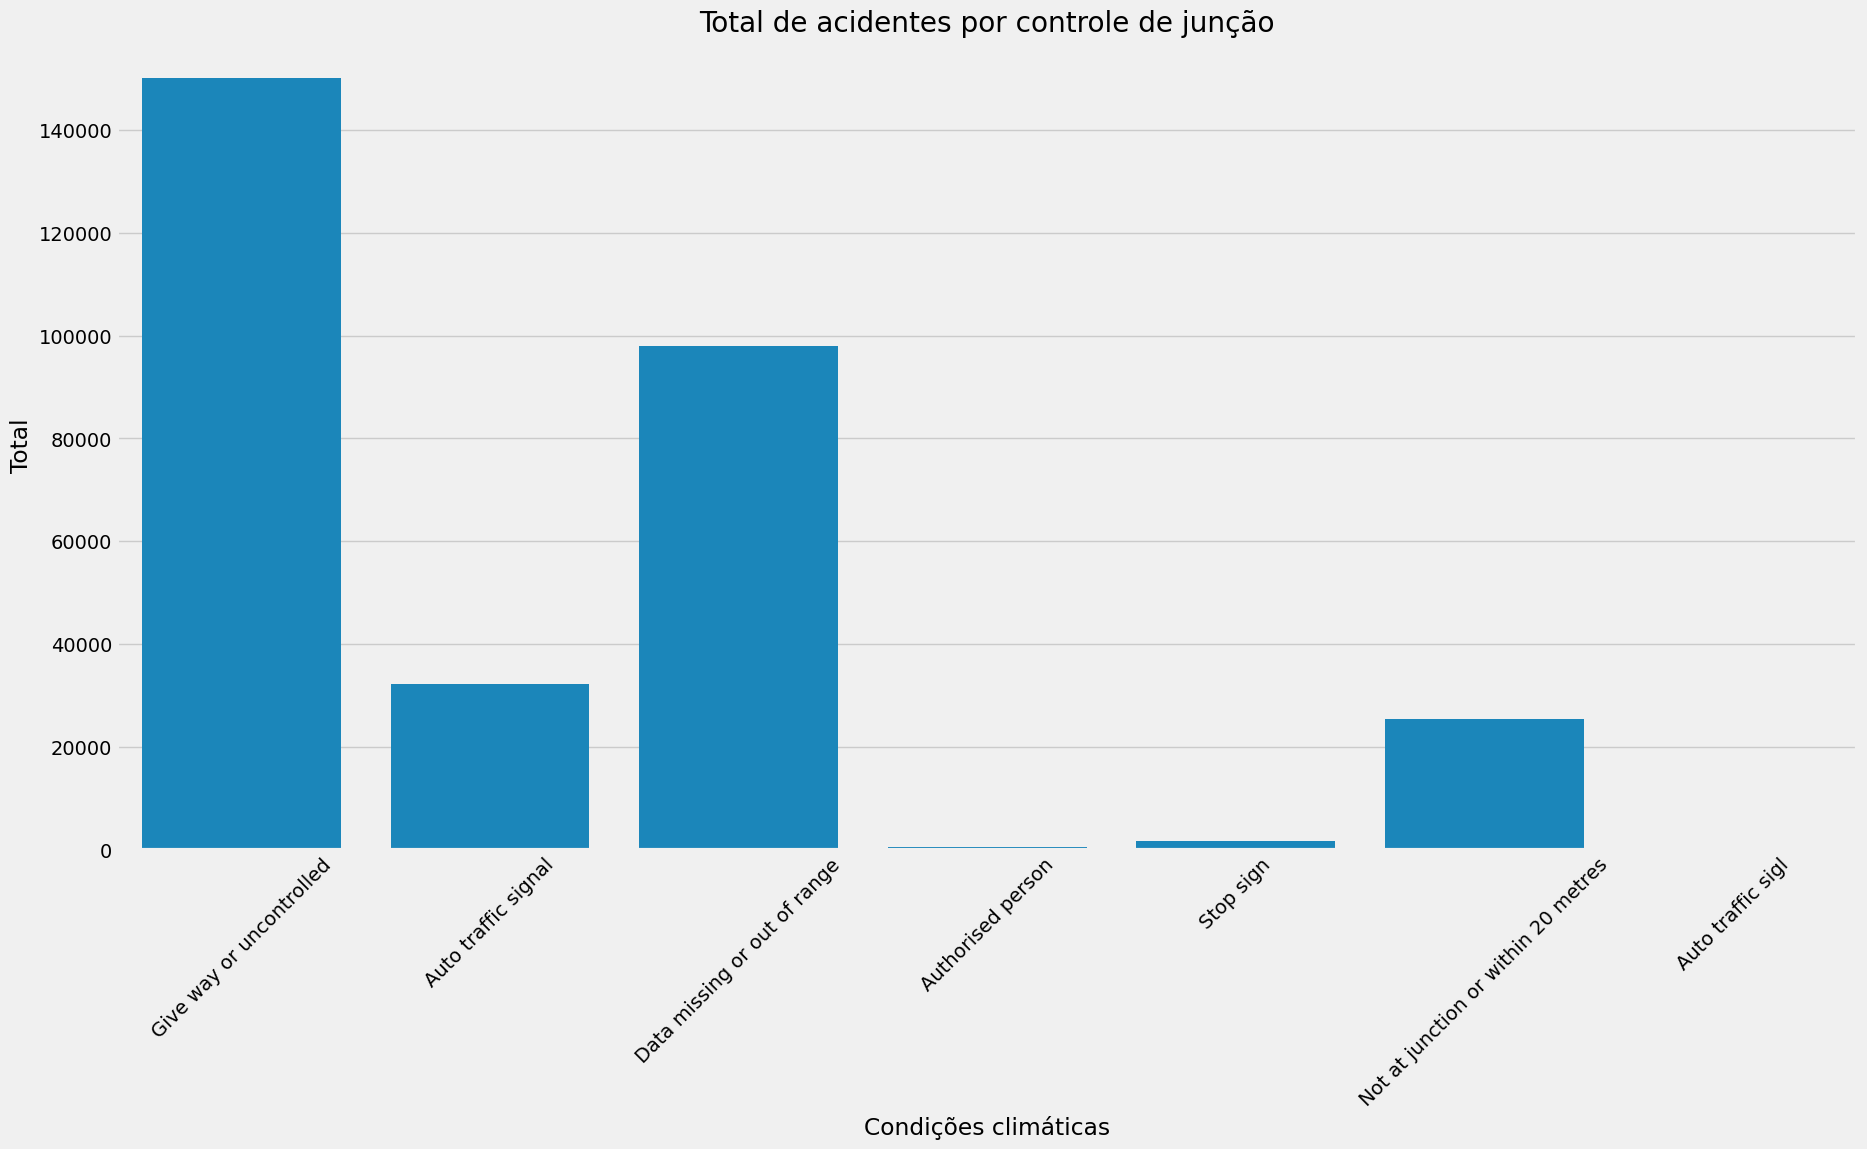 Total de acidentes por controle de junção
Total
140000
120000
100000
80000
60000
40000
20000
0
Give way or uncontrolled
Auto traffic signal
Data missing or out of range
Authorised person
Stop sign
Not at junction or within 20 metres
Auto traffic sigl
Condições climáticas